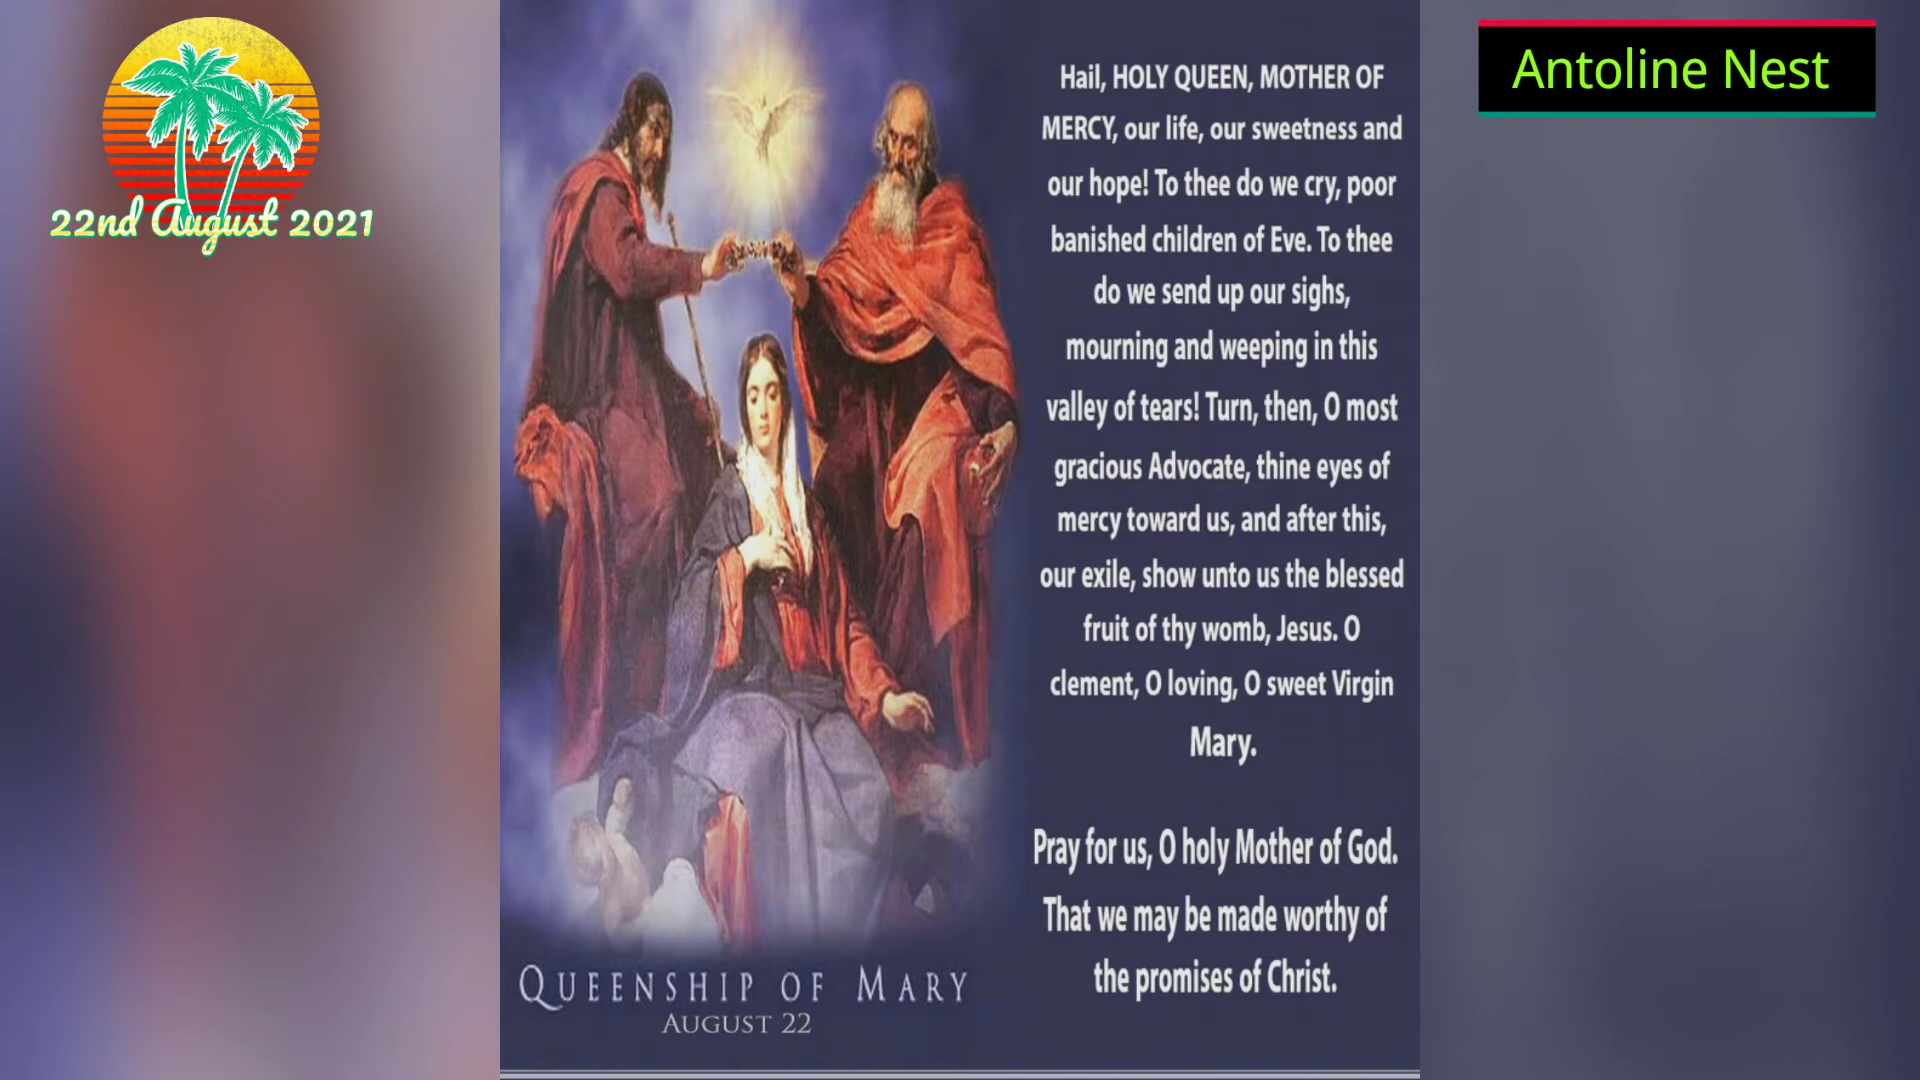 22nd August 2021
Antoline Nest
Hail, HOLY QUEEN, MOTHER OF
MERCY, our life, our sweetness and
our hope! To thee do we cry, poor
banished children of Eve. To thee
do we send up our sighs,
mourning and weeping in this
valley of tears! Turn, then, O most
gracious Advocate, thine eyes of
mercy toward us, and after this,
our exile, show unto us the blessed
fruit of thy womb, Jesus. O
clement, O loving, O sweet Virgin
Mary.
Pray for us, O holy Mother of God.
That we may be made worthy of
the promises of Christ.
QUEENSHIP OF MARY
AUGUST 22